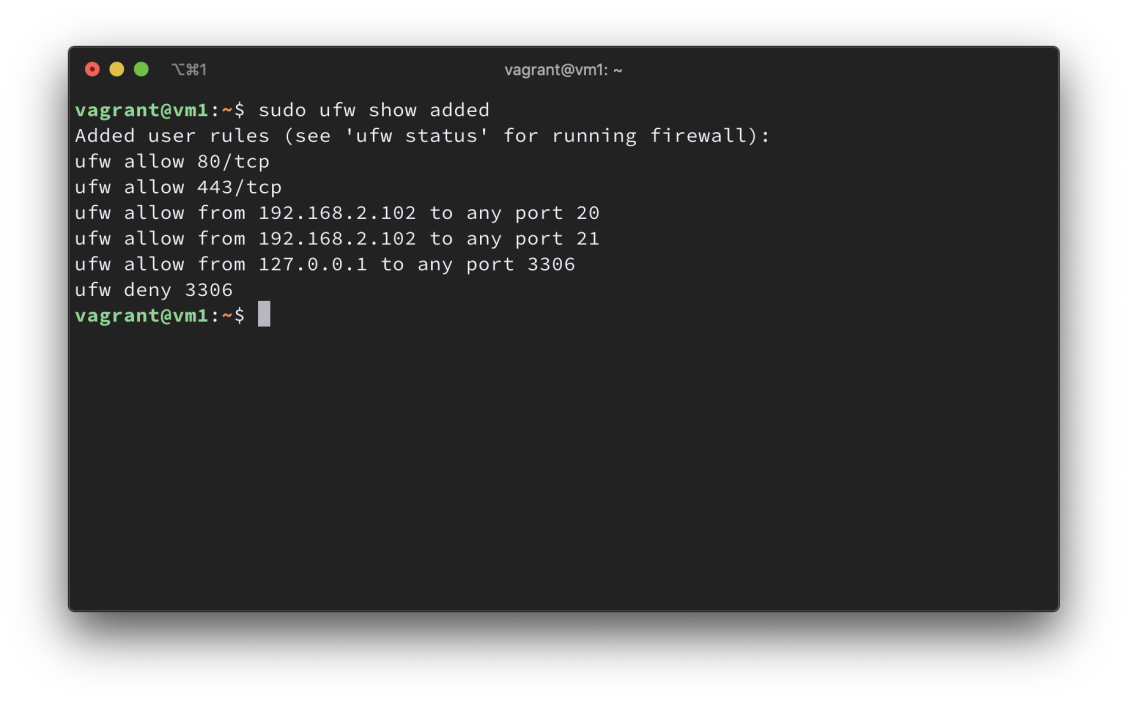 ⌥⌘1
vagrant@vm1: ~
vagrant@vm1:~$ sudo ufw show added
Added user rules (see 'ufw status' for running firewall):
ufw allow 80/tcp
ufw allow 443/tcp
ufw allow from 192.168.2.102 to any port 20
ufw allow from 192.168.2.102 to any port 21
ufw allow from 127.0.0.1 to any port 3306
ufw deny 3306
vagrant@vm1:~$